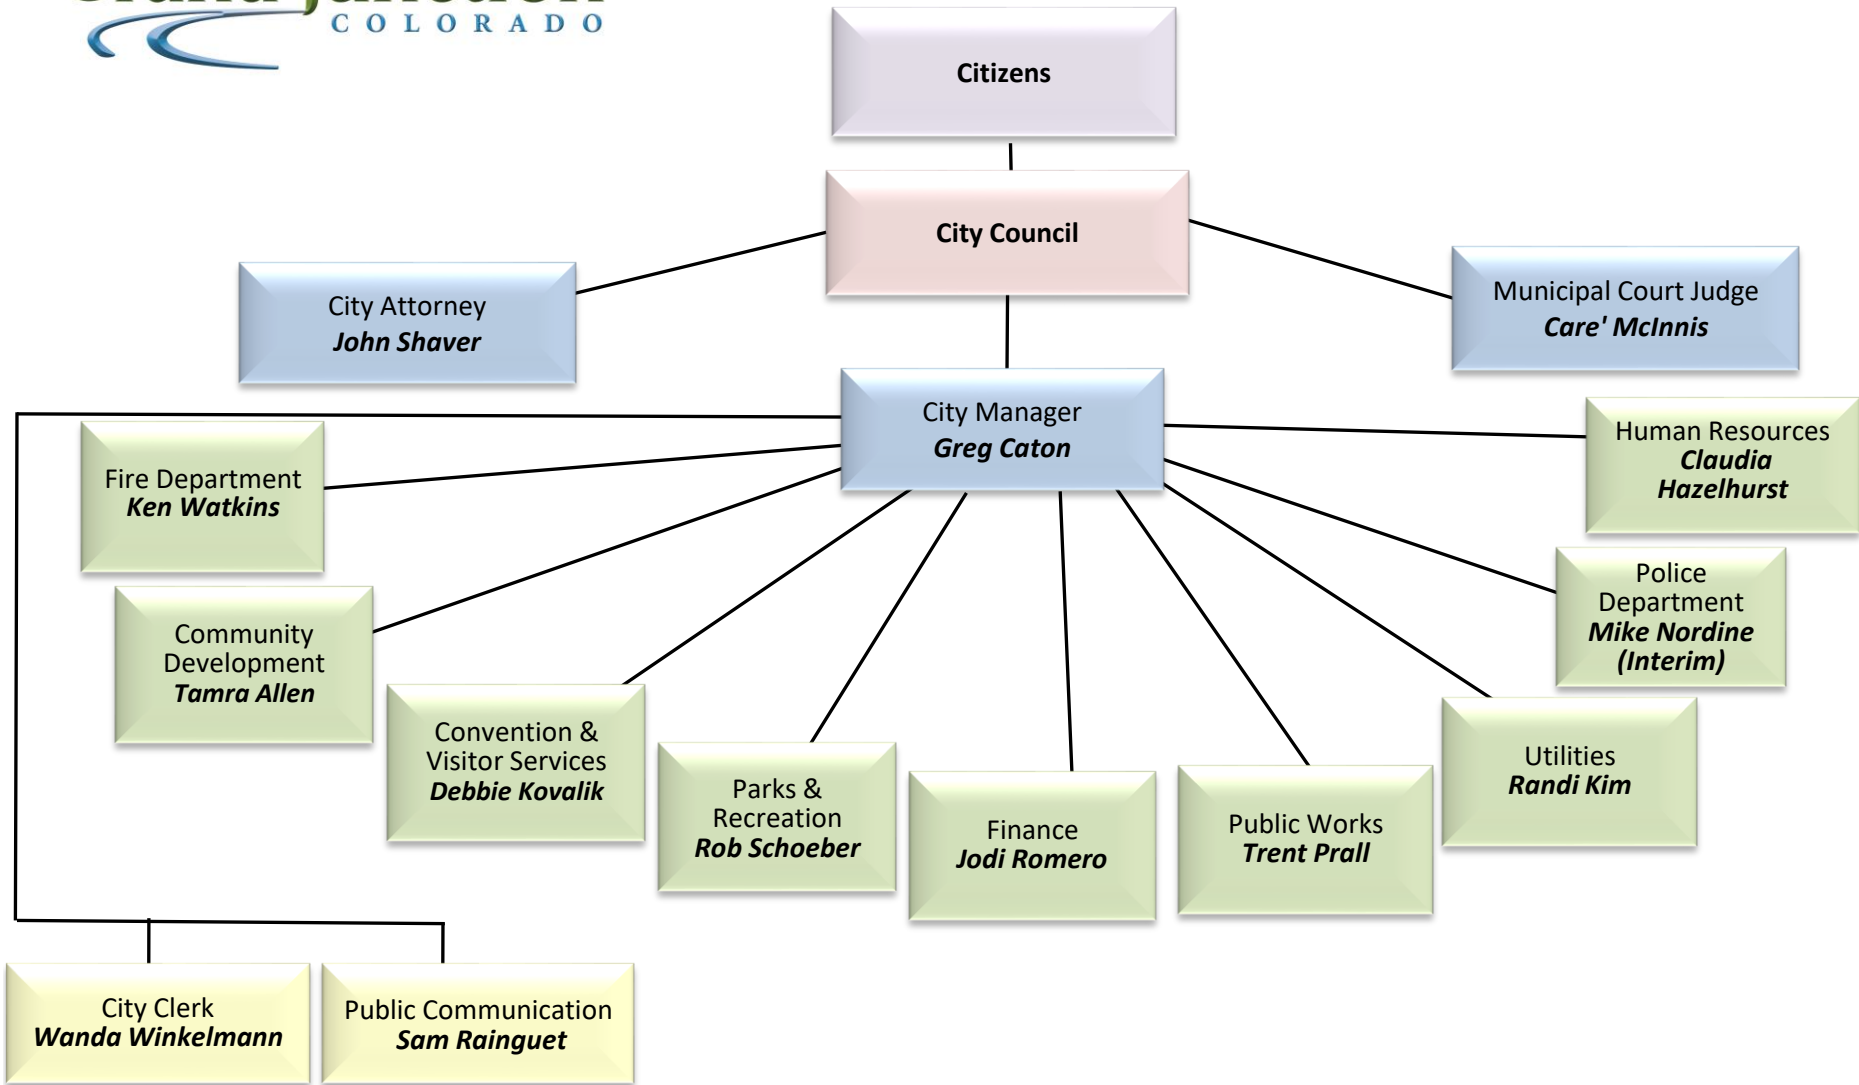 COLORADO
Citizens
City Council
City Attorney
John Shaver
Municipal Court Judge
Care' McInnis
City Manager
Greg Caton
Human Resources
Claudia
Hazelhurst
Fire Department
Ken Watkins
Police
Department
Mike Nordine
(Interim)
Community
Development
Tamra Allen
Convention &
Visitor Services
Debbie Kovalik
Parks &
Recreation
Rob Schoeber
Finance
Jodi Romero
Public Works
Trent Prall
Utilities
Randi Kim
City Clerk
Wanda Winkelmann
Public Communication
Sam Rainguet